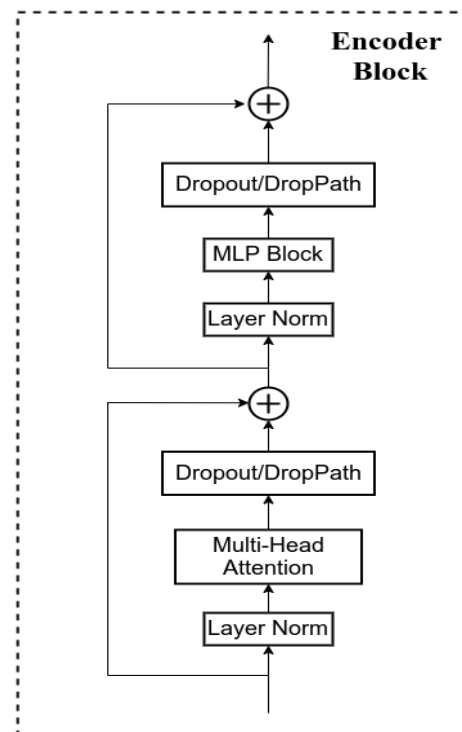 Encoder
Block
+
Dropout/DropPath
MLP Block
Layer Norm
+
Dropout/DropPath
Multi-Head
Attention
Layer Norm